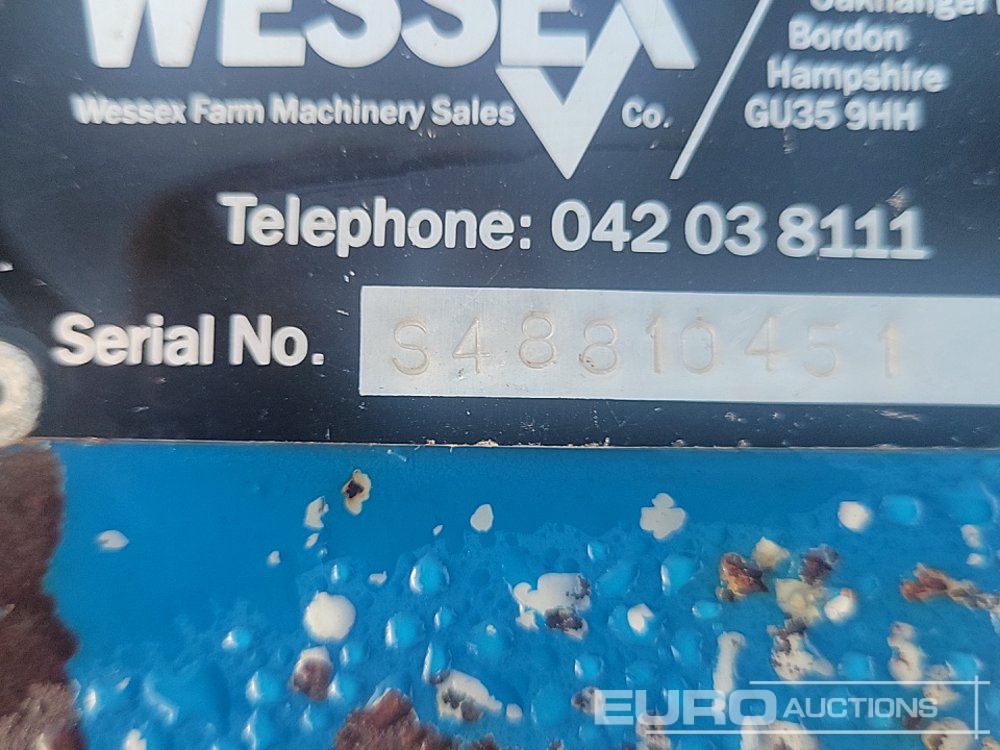 WESSEX
Wessex Farm Machinery Sales Co.
Oakhanger
Bordon
Hampshire
GU35 9HH
Telephone: 042 03 8111
Serial No. S48810451
EURO AUCTIONS